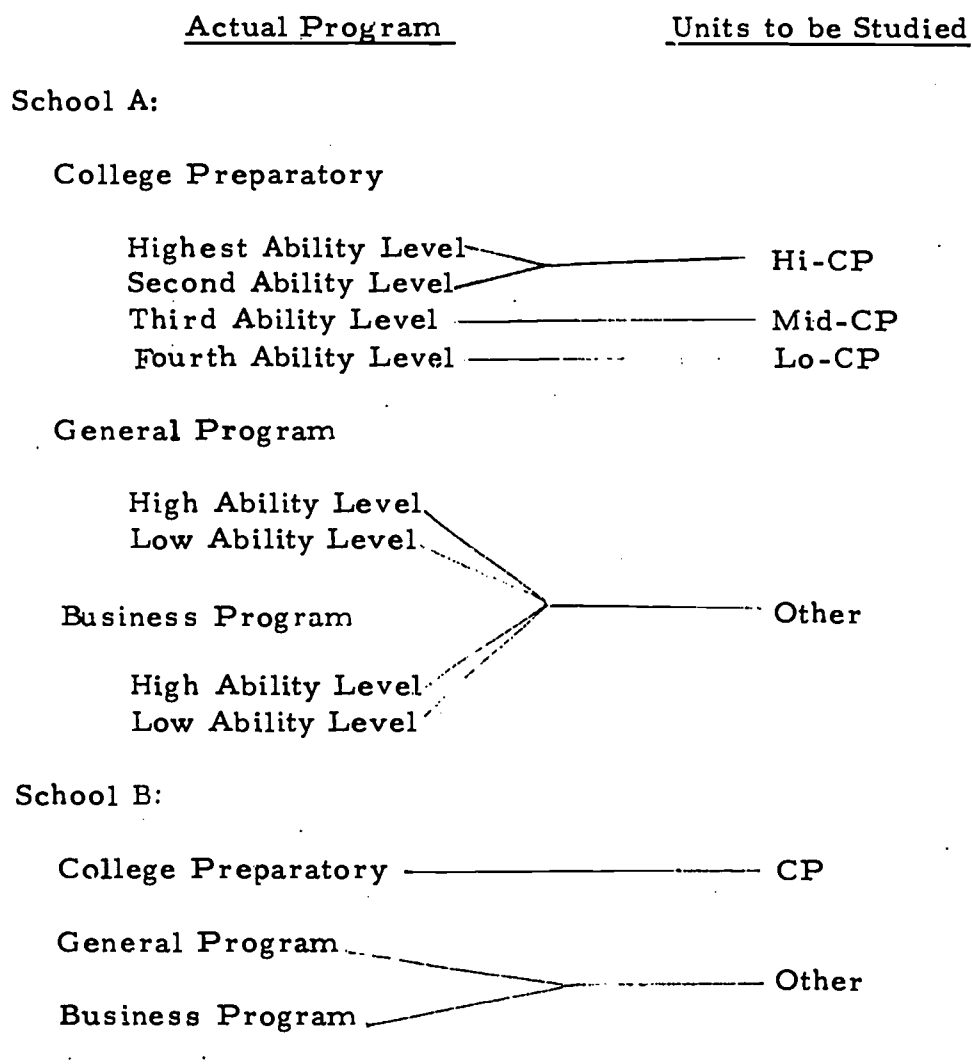 Actual Program Units to be Studied
School A:
College Preparatory
Highest Ability Level
Second Ability Level Hi-CP
Third Ability Level Mid-CP
Fourth Ability Level Lo-CP
General Program
High Ability Level
Low Ability Level
Business Program Other
High Ability Level
Low Ability Level
School B:
College Preparatory CP
General Program
Other
Business Program